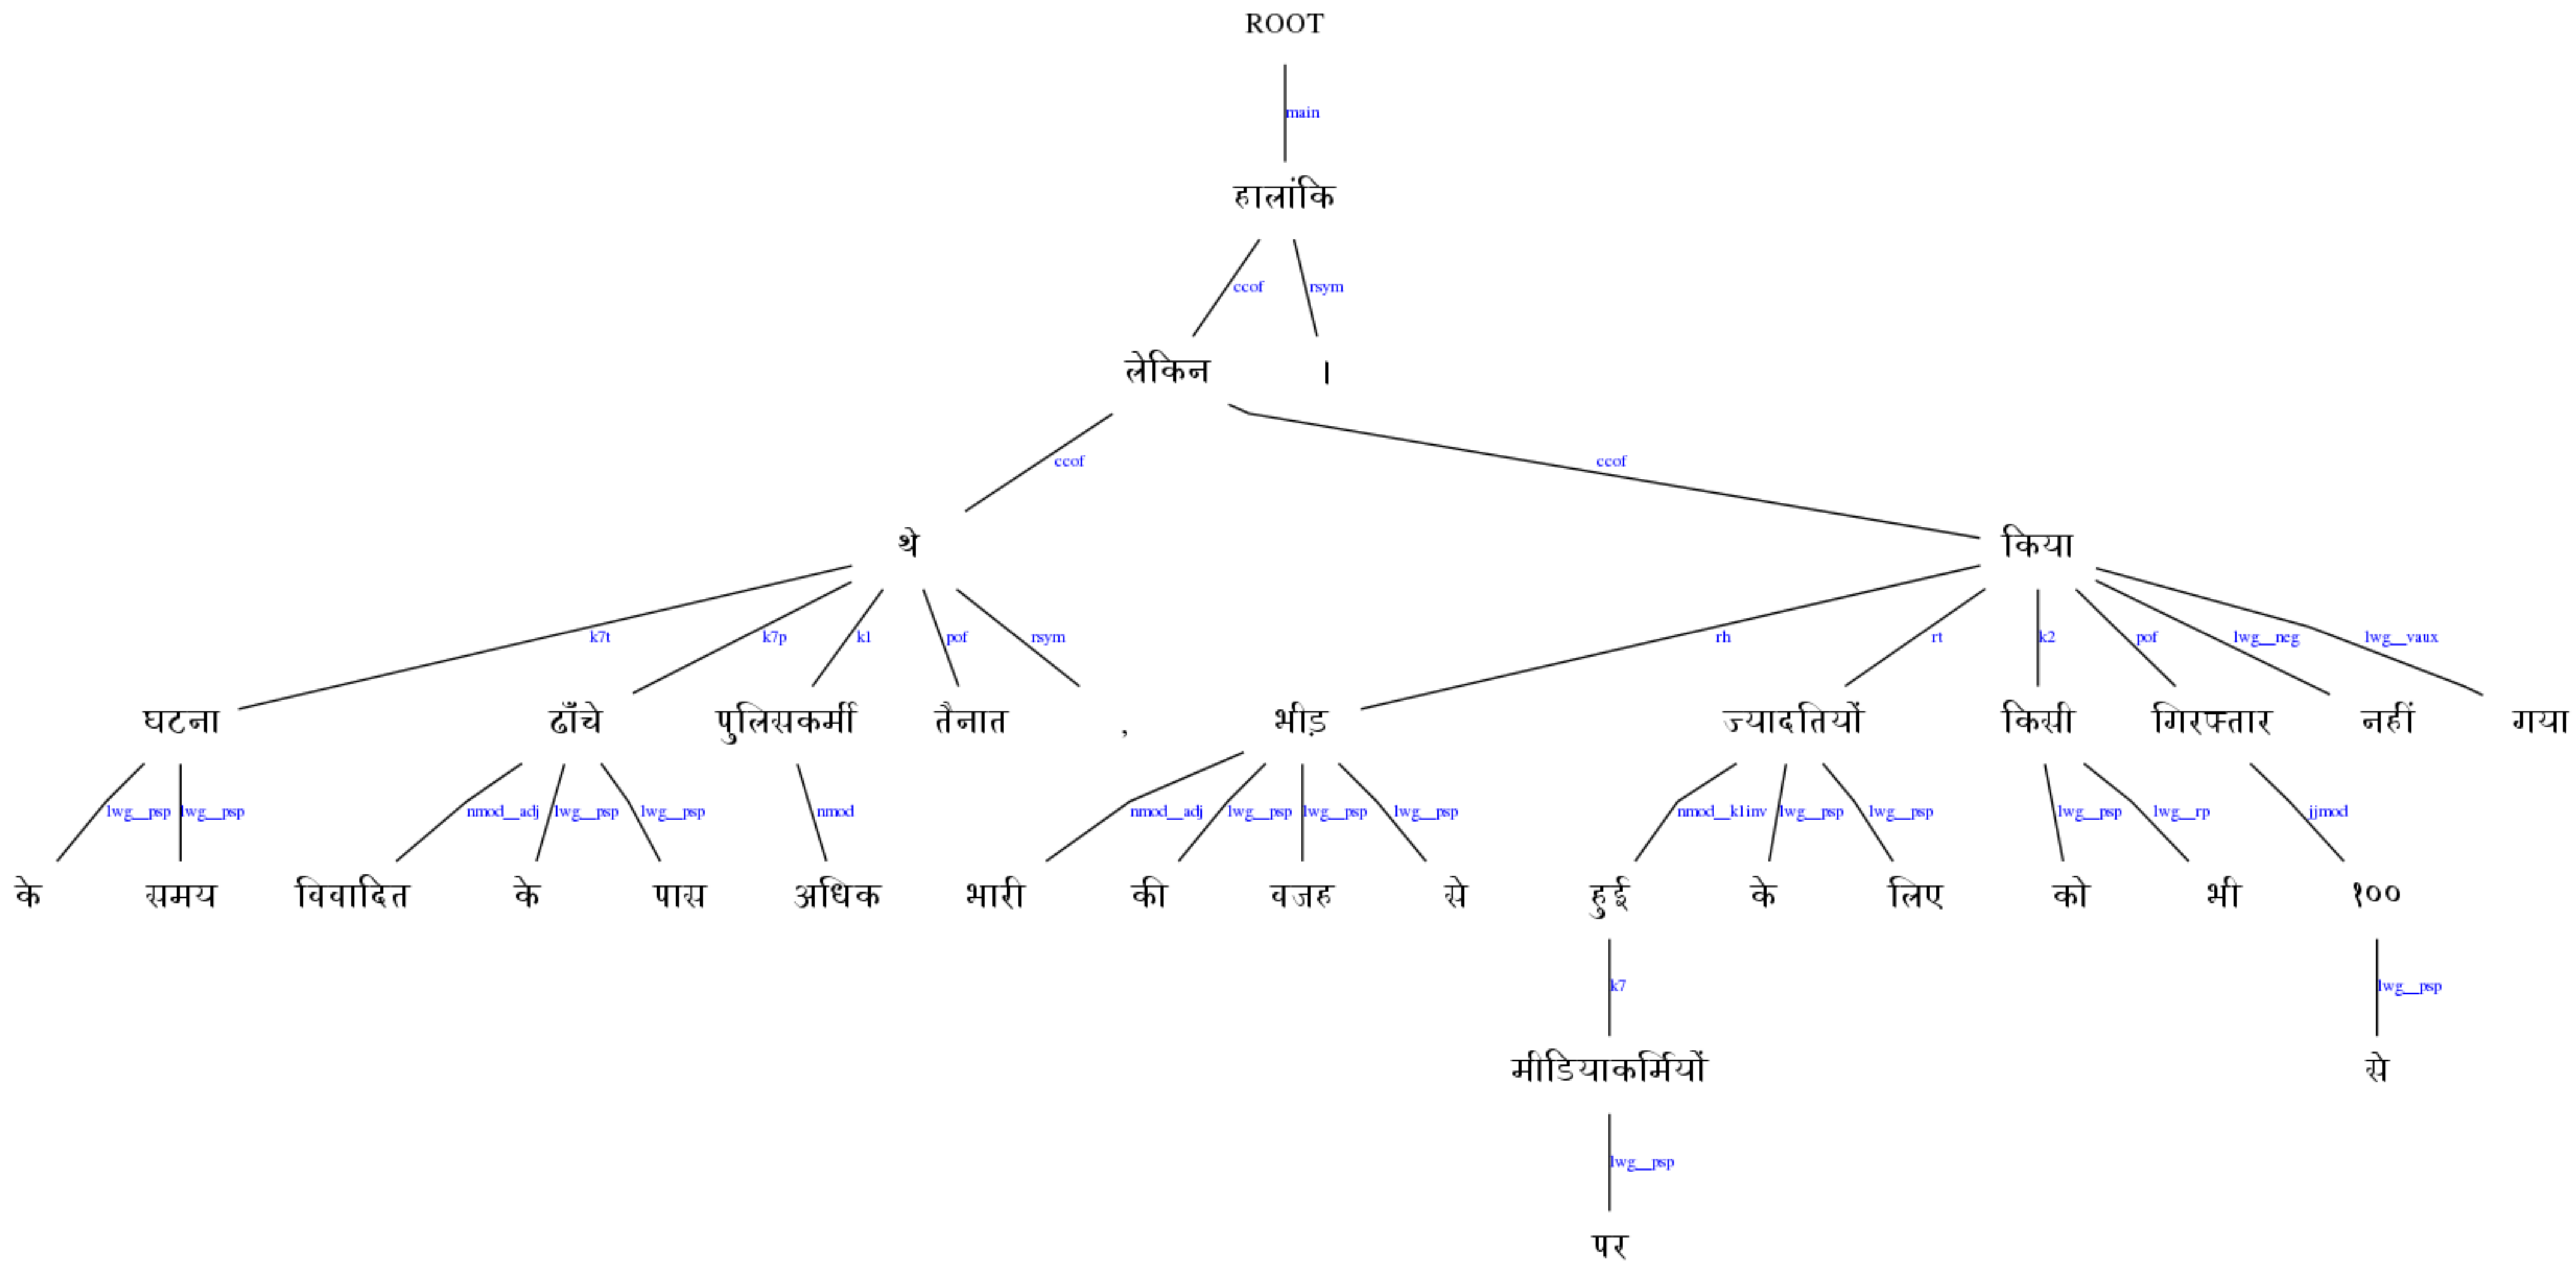 ROOT
main
हालांकि
ccof rsym
लेकिन ।
ccof ccof
थे किया
k7t k7p k1 pof rsym rh rt k2 pof lwg__neg lwg__vaux
घटना ढाँचे पुलिसकर्मी तैनात , भीड़ ज्यादतियों किसी गिरफ्तार नहीं गया
lwg__psp lwg__psp nmod__adj lwg__psp lwg__psp nmod nmod__adj lwg__psp lwg__psp lwg__psp nmod__k1inv lwg__psp lwg__psp lwg__psp lwg__rp jjmod
के समय विवादित के पास अधिक भारी की वजह से हुई के लिए को भी १००
k7 lwg__psp
मीडियाकर्मियों से
lwg__psp
पर